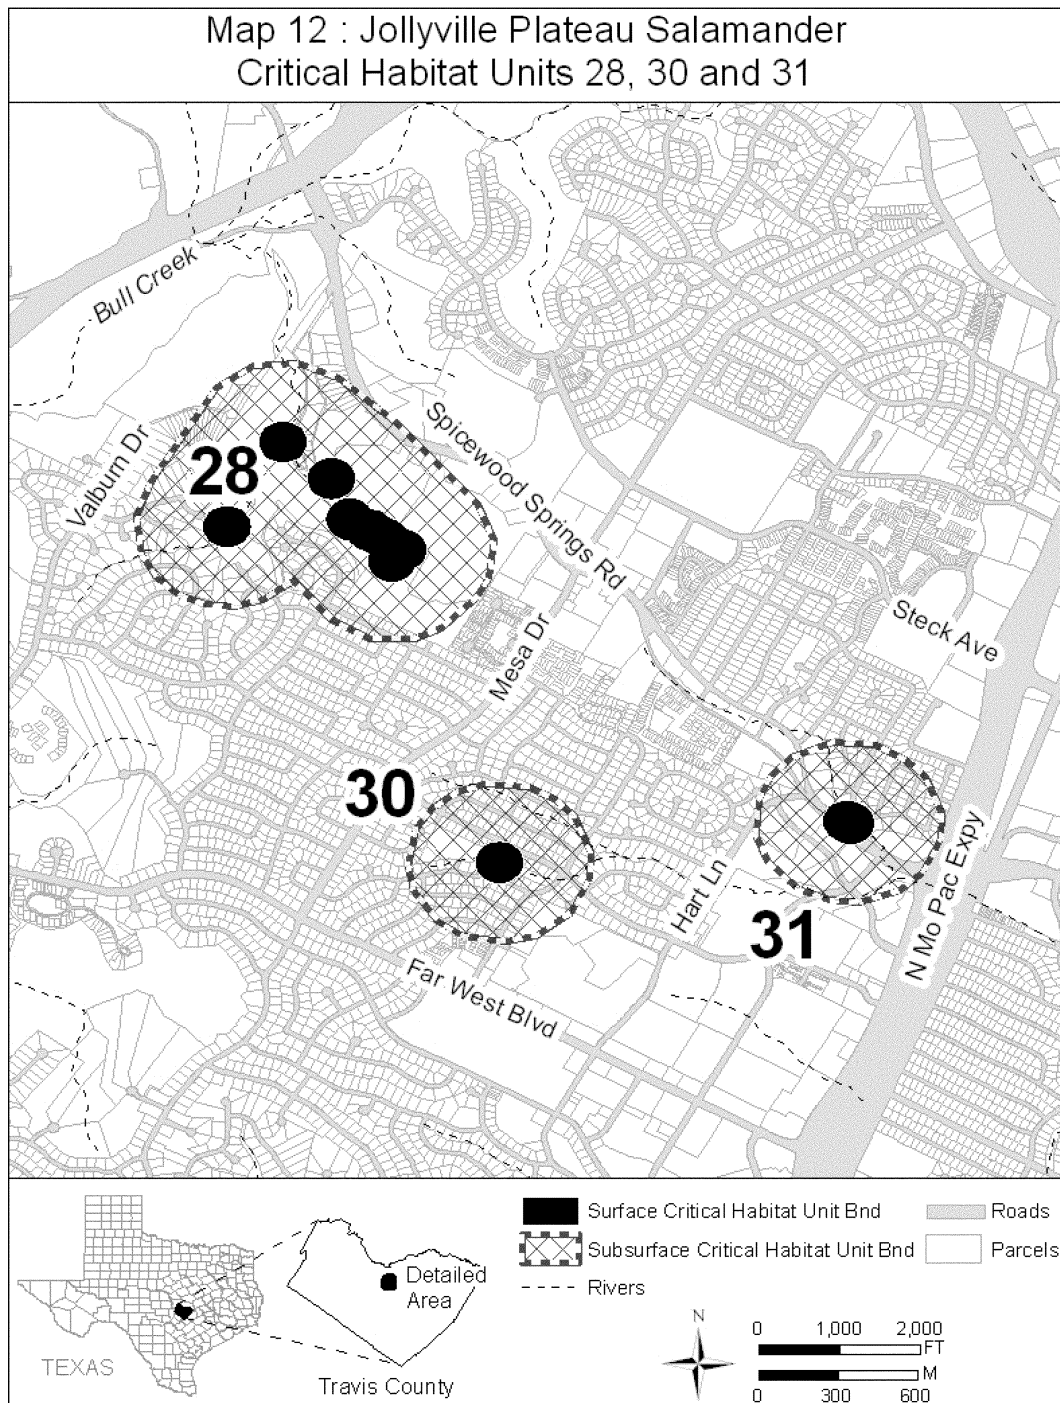 Map 12 : Jollyville Plateau Salamander
Critical Habitat Units 28, 30 and 31
Bull Creek
Valburn Dr
28
Spicewood Springs Rd
Steck Ave
Mesa Dr
30
Hart Ln
31
N Mo Pac Expy
Far West Blvd
Surface Critical Habitat Unit Bnd
Roads
Subsurface Critical Habitat Unit Bnd
Parcels
Rivers
Detailed
Area
TEXAS
Travis County
N
0 1,000 2,000
FT
M
0 300 600